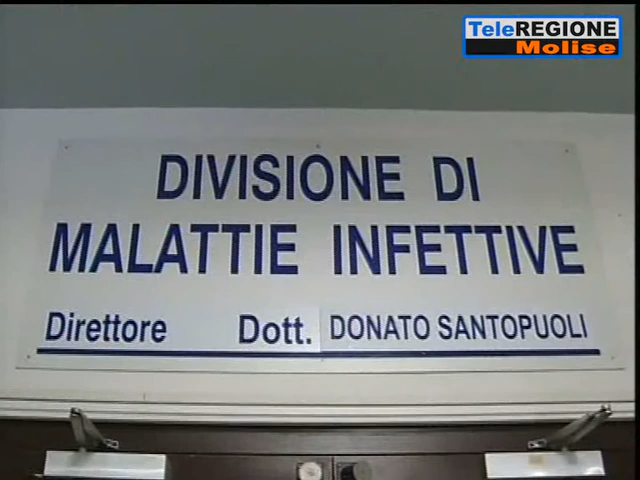 TeleREGIONE
Molise
DIVISIONE DI
MALATTIE INFETTIVE
Direttore Dott. DONATO SANTOPUOLI